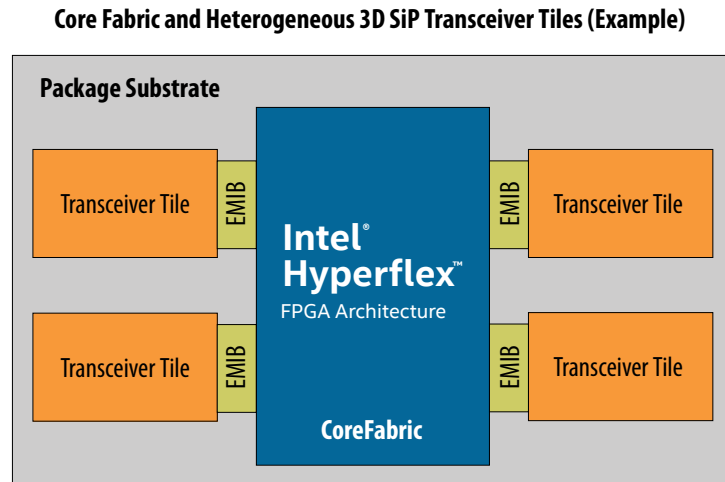 Core Fabric and Heterogeneous 3D SiP Transceiver Tiles (Example)
Package Substrate
Transceiver Tile
EMIB
EMIB
Transceiver Tile
Intel®
Hyperflex™
FPGA Architecture
Transceiver Tile
EMIB
EMIB
Transceiver Tile
CoreFabric